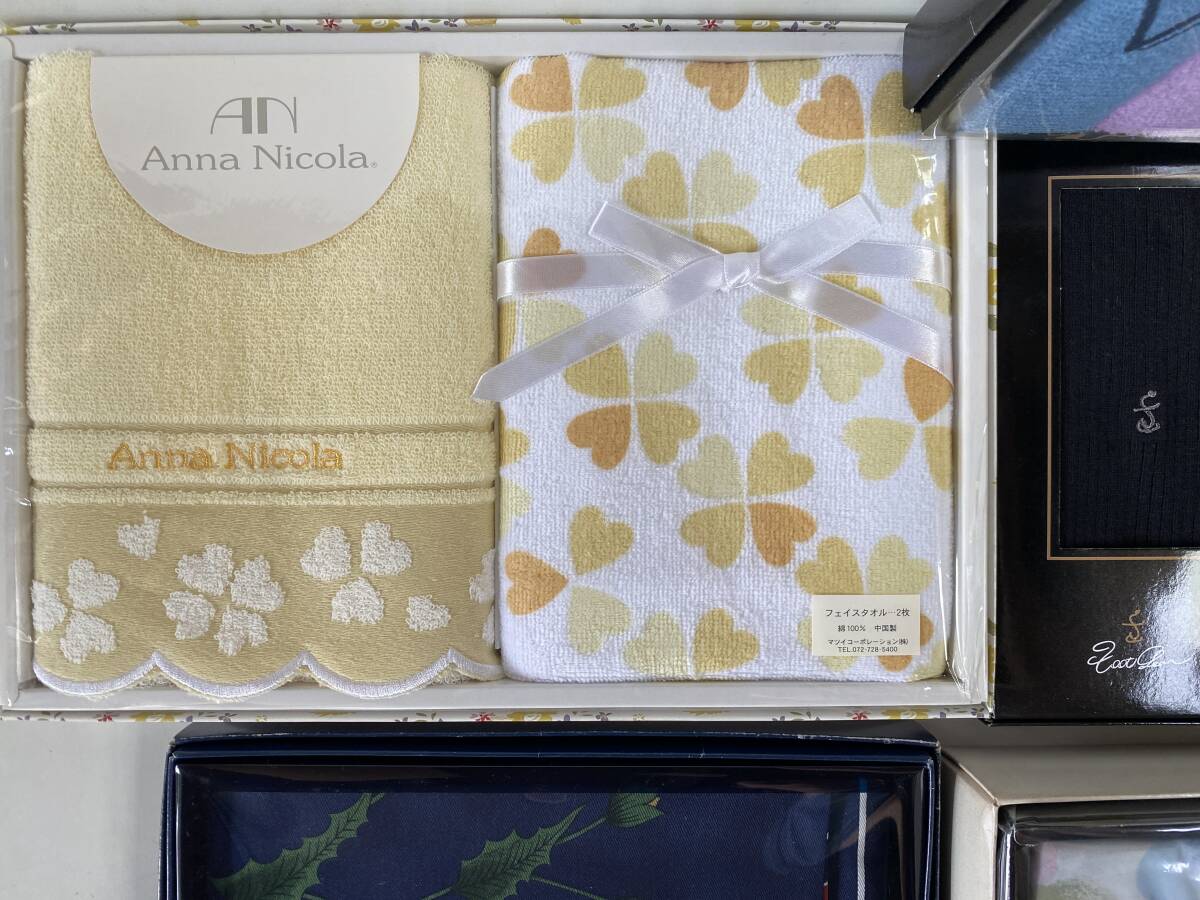 AN
Anna Nicola®
Anna Nicola
フェイスタオル…2枚
綿100% 中国製
マツイコーポレーション(株)
TEL.072-728-5400